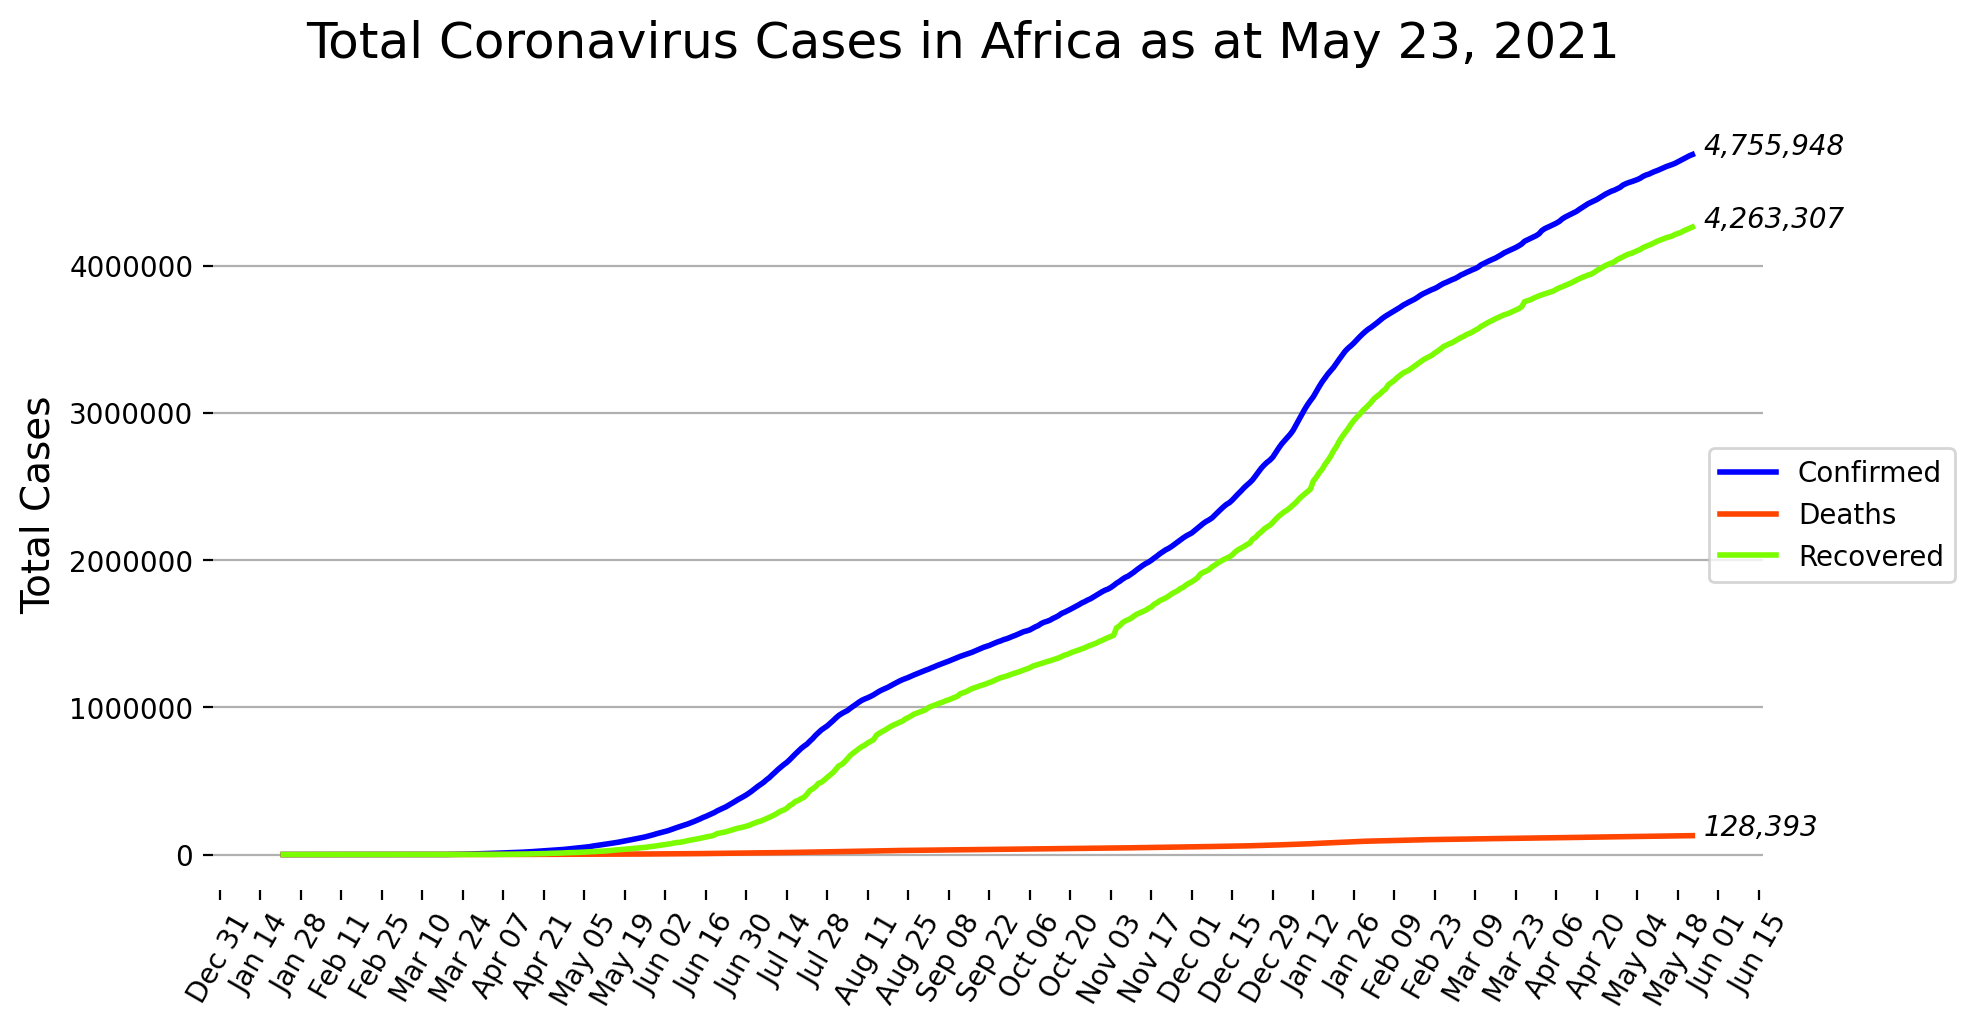 Total Coronavirus Cases in Africa as at May 23, 2021
4,755,948
4,263,307
4000000
3000000
Total Cases
Confirmed
Deaths
Recovered
2000000
1000000
128,393
0
Dec 31
Jan 14
Jan 28
Feb 11
Feb 25
Mar 10
Mar 24
Apr 07
Apr 21
May 05
May 19
Jun 02
Jun 16
Jun 30
Jul 14
Jul 28
Aug 11
Aug 25
Sep 08
Sep 22
Sep 06
Oct 20
Oct 03
Nov 17
Nov 01
Dec 15
Dec 29
Dec 12
Jan 26
Jan 09
Feb 23
Feb 09
Mar 23
Mar 06
Apr 20
Apr 04
May 18
May 01
Jun 01
Jun 15